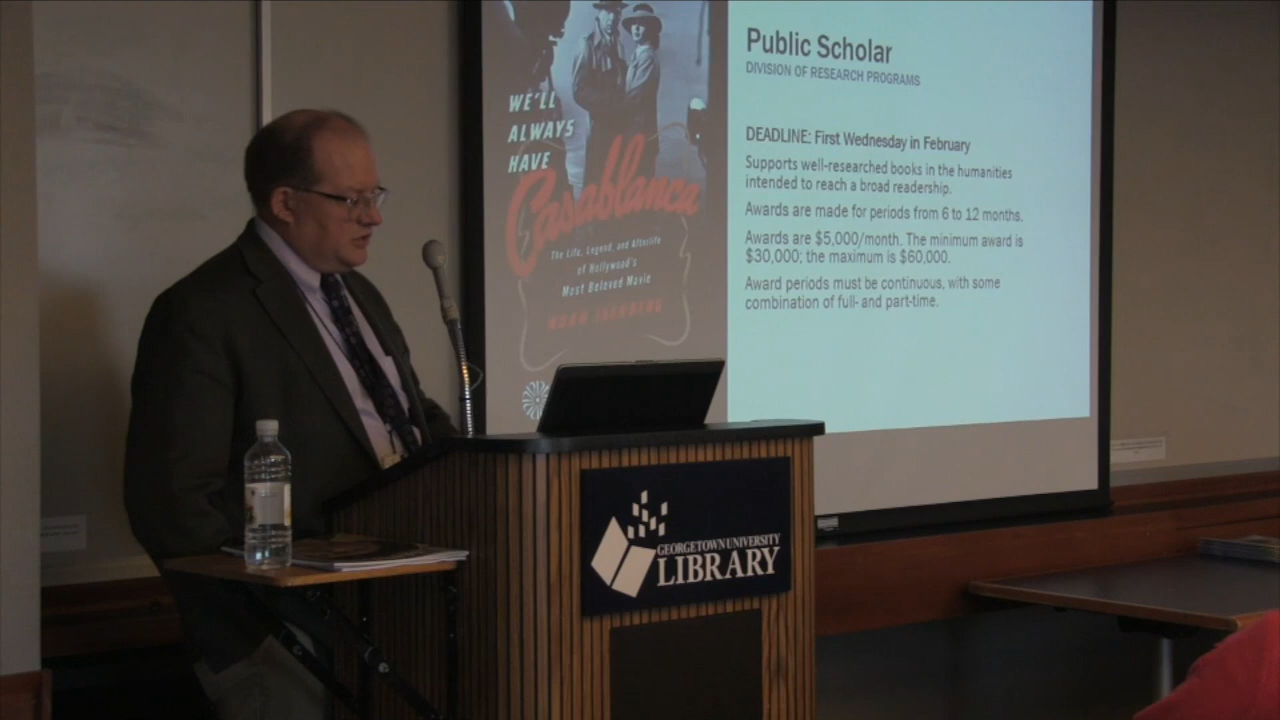 WE'LL
ALWAYS
HAVE
Casablanca
The Life, Legend, and Afterlife
of Hollywood's
Most Beloved Movie
NOAH ISENBERG
Public Scholar
DIVISION OF RESEARCH PROGRAMS
DEADLINE: First Wednesday in February
Supports well-researched books in the humanities
intended to reach a broad readership.
Awards are made for periods from 6 to 12 months.
Awards are $5,000/month. The minimum award is
$30,000; the maximum is $60,000.
Award periods must be continuous, with some
combination of full- and part-time.
GEORGETOWN UNIVERSITY
LIBRARY